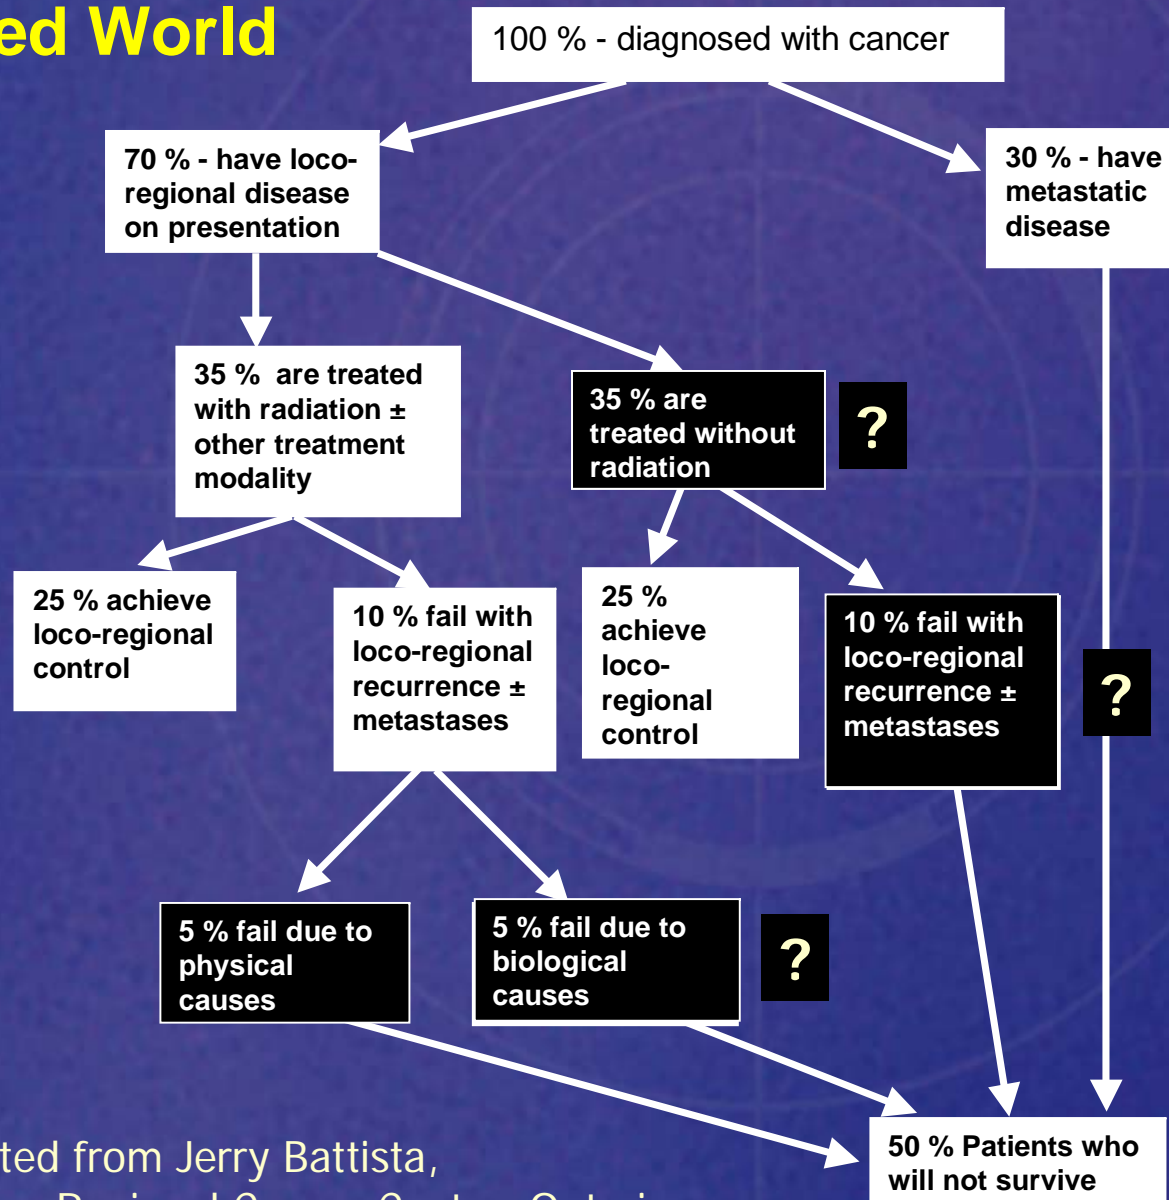 ed World
100 % - diagnosed with cancer
70 % - have loco-
regional disease
on presentation
30 % - have
metastatic
disease
35 %  are treated
with radiation ±
other treatment
modality
35 % are
treated without
radiation
?
25 % achieve
loco-regional
control
10 % fail with
loco-regional
recurrence ±
metastases
25 %
achieve
loco-
regional
control
10 % fail with
loco-regional
recurrence ±
metastases
?
5 % fail due to
physical
causes
5 % fail due to
biological
causes
?
50 % Patients who
will not survive
ted from Jerry Battista,
Regional Cancer Centre, Ontario